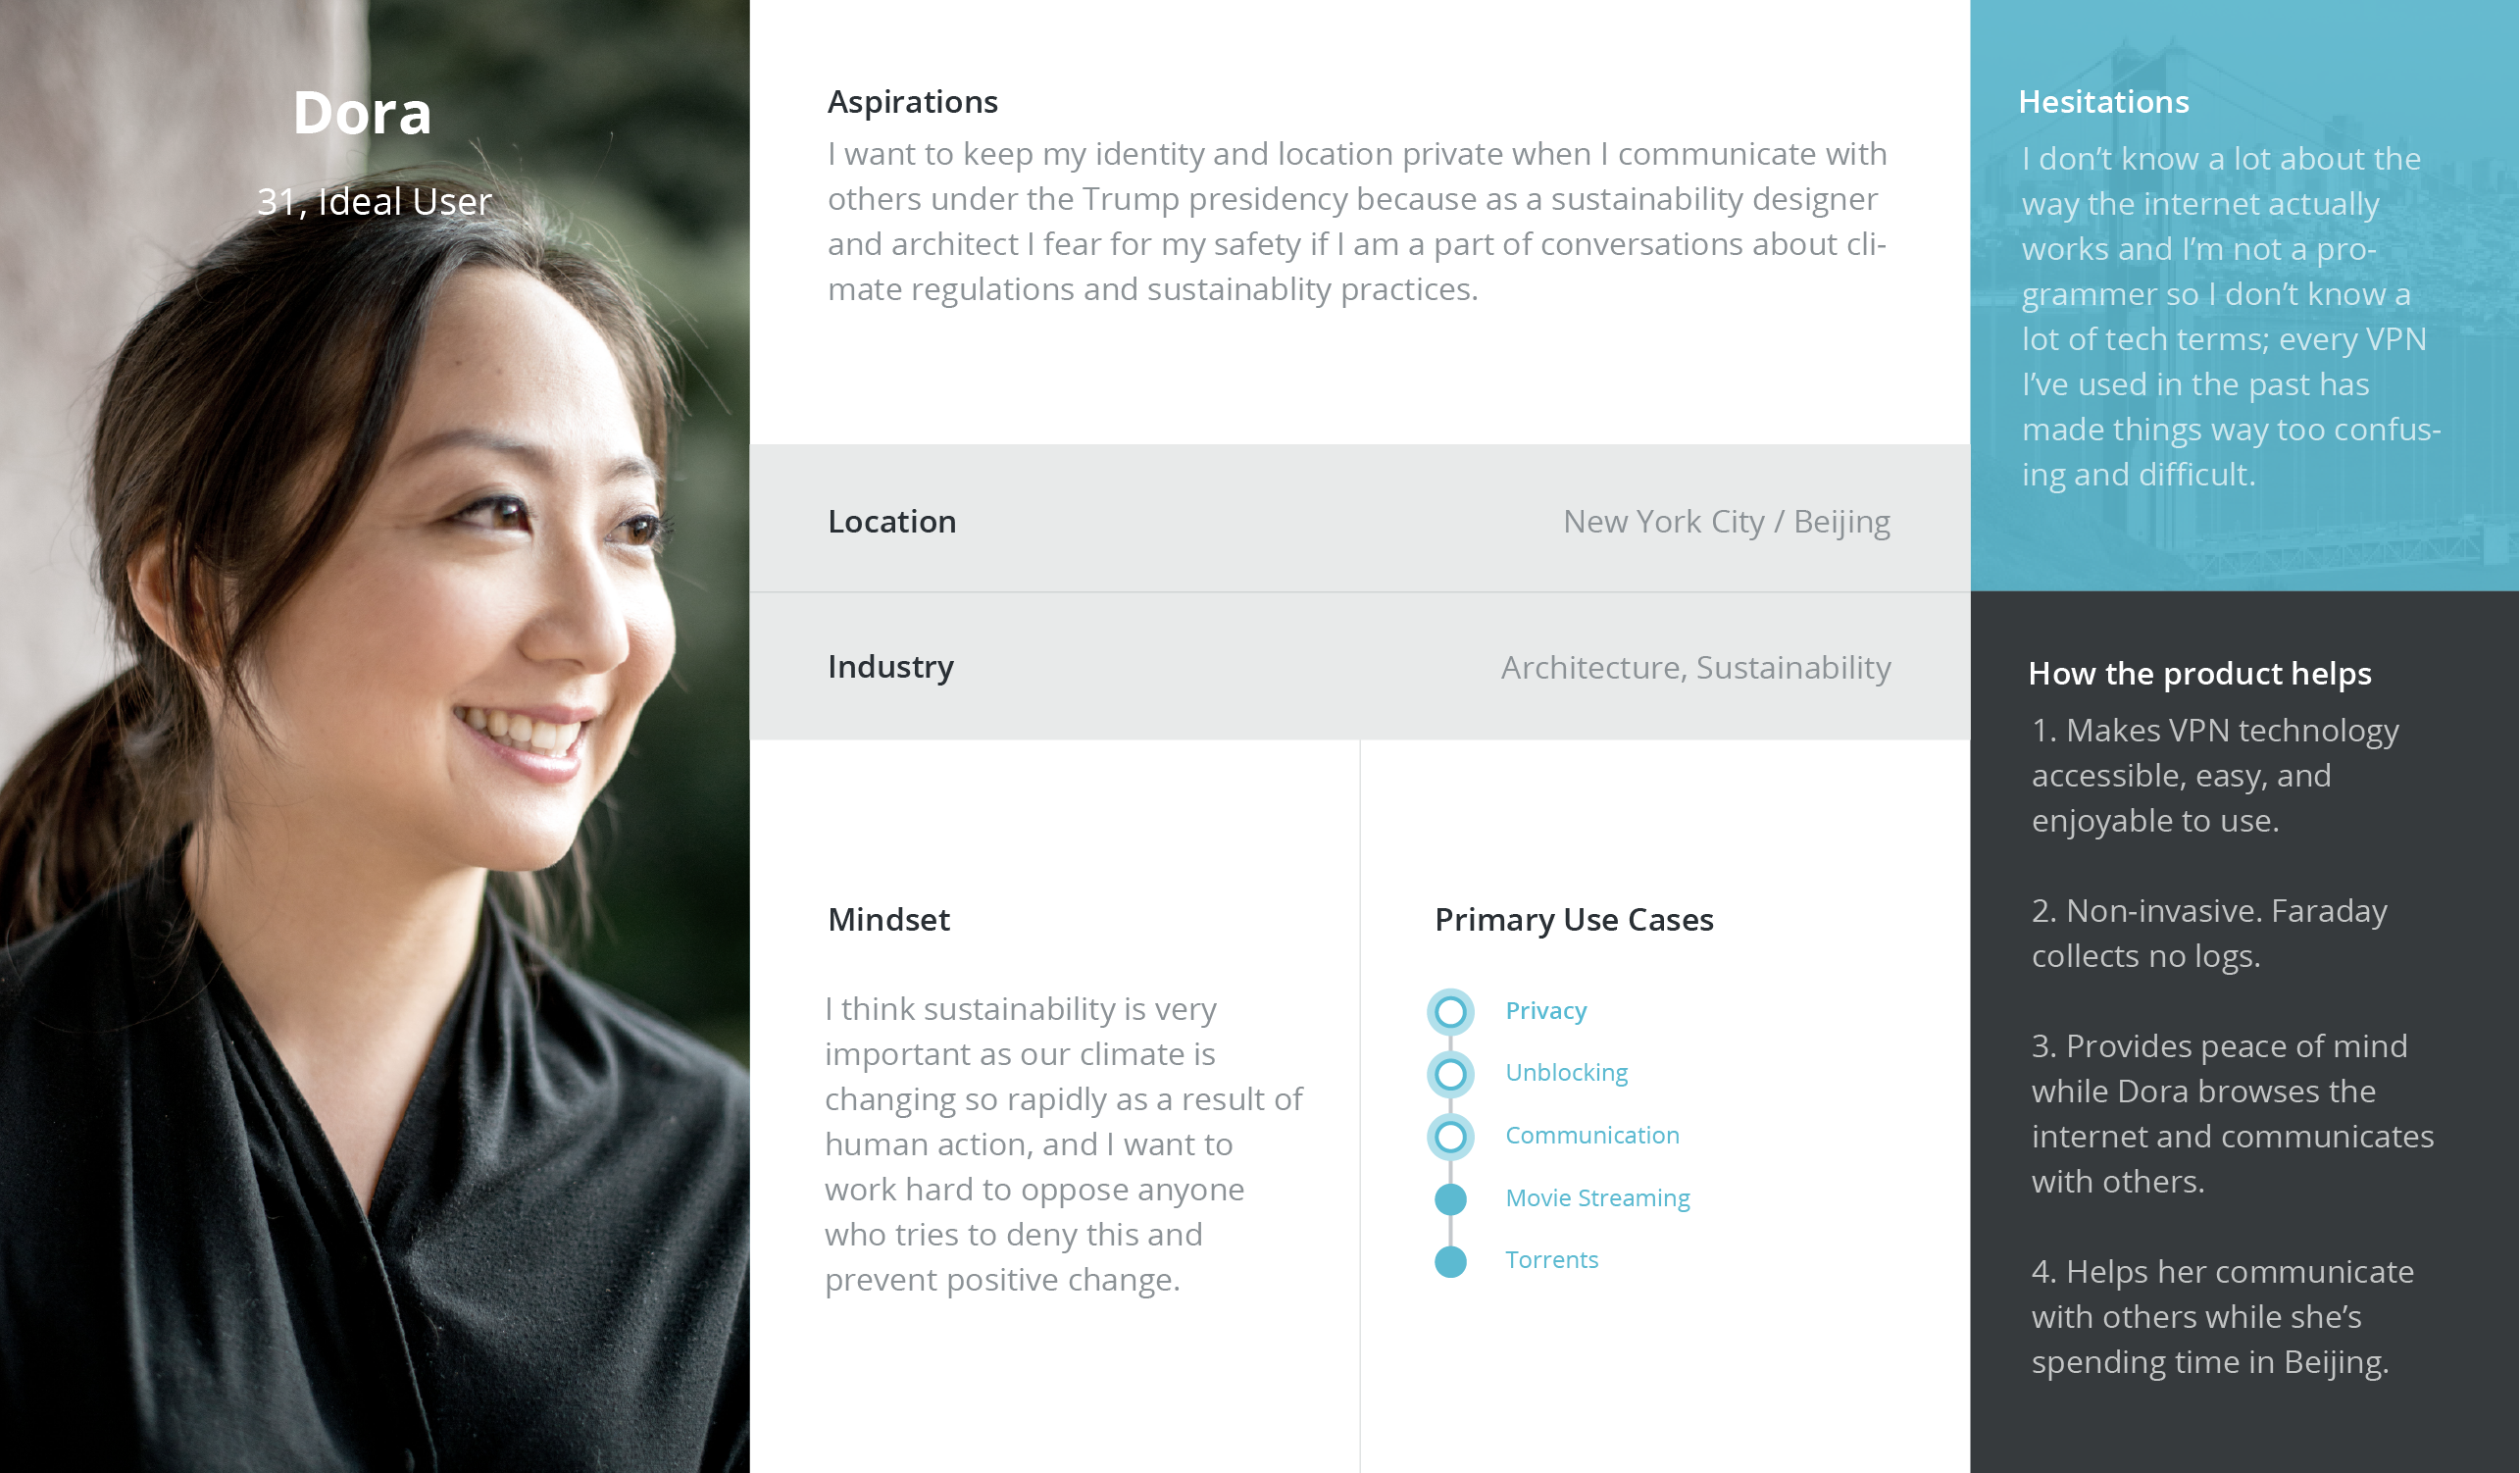 Dora
31, Ideal User
Aspirations
I want to keep my identity and location private when I communicate with
others under the Trump presidency because as a sustainability designer
and architect I fear for my safety if I am a part of conversations about cli-
mate regulations and sustainablity practices.
Location
New York City / Beijing
Industry
Architecture, Sustainability
Mindset
I think sustainability is very
important as our climate is
changing so rapidly as a result of
human action, and I want to
work hard to oppose anyone
who tries to deny this and
prevent positive change.
Primary Use Cases
Privacy
Unblocking
Communication
Movie Streaming
Torrents
Hesitations
I don’t know a lot about the
way the internet actually
works and I’m not a pro-
grammer so I don’t know a
lot of tech terms; every VPN
I’ve used in the past has
made things way too confus-
ing and difficult.
How the product helps
1. Makes VPN technology
accessible, easy, and
enjoyable to use.
2. Non-invasive. Faraday
collects no logs.
3. Provides peace of mind
while Dora browses the
internet and communicates
with others.
4. Helps her communicate
with others while she’s
spending time in Beijing.